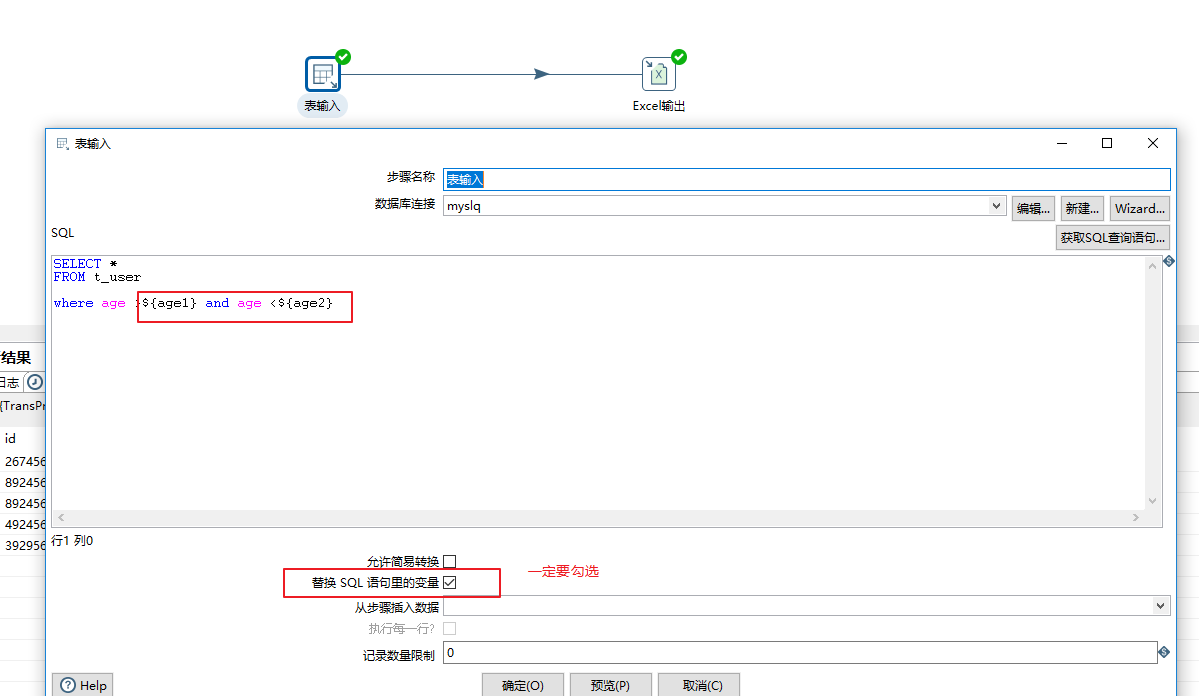 表输入
Excel输出
表输入
步骤名称 表输入
数据库连接 myslq 编辑... 新建... Wizard...
SQL 获取SQL查询语句...
SELECT *
FROM t_user
where age ${age1} and age <${age2}
结果
日志
{TransPr
id
267456
892456
892456
492456
392956
行1 列0
允许简易转换
替换 SQL 语句里的变量 一定要勾选
从步骤插入数据
执行每一行?
记录数量限制 0
Help 确定(O) 预览(P) 取消(C)